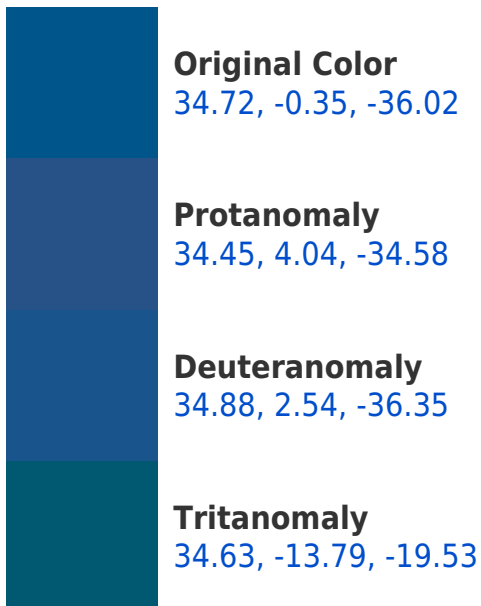 Original Color
34.72, -0.35, -36.02
Protanomaly
34.45, 4.04, -34.58
Deuteranomaly
34.88, 2.54, -36.35
Tritanomaly
34.63, -13.79, -19.53